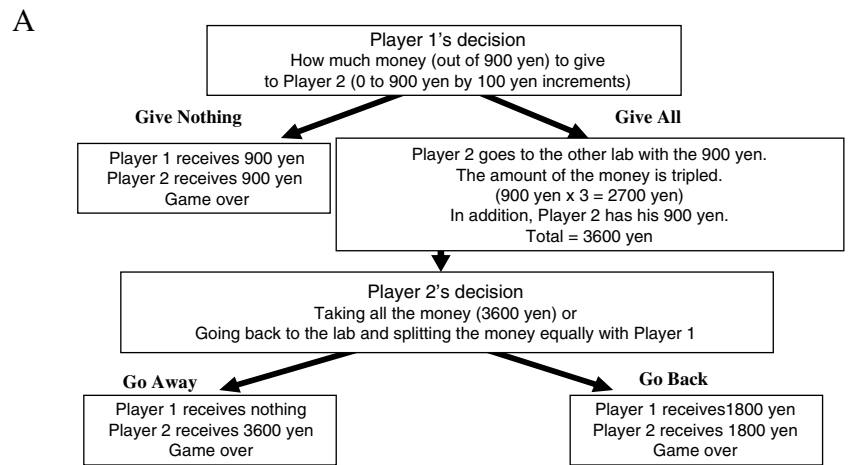 A
Player 1's decision
How much money (out of 900 yen) to give
to Player 2 (0 to 900 yen by 100 yen increments)
Give Nothing
Give All
Player 1 receives 900 yen
Player 2 receives 900 yen
Game over
Player 2 goes to the other lab with the 900 yen.
The amount of the money is tripled.
(900 yen x 3 = 2700 yen)
In addition, Player 2 has his 900 yen.
Total = 3600 yen
Player 2's decision
Taking all the money (3600 yen) or
Going back to the lab and splitting the money equally with Player 1
Go Away
Go Back
Player 1 receives nothing
Player 2 receives 3600 yen
Game over
Player 1 receives1800 yen
Player 2 receives 1800 yen
Game over